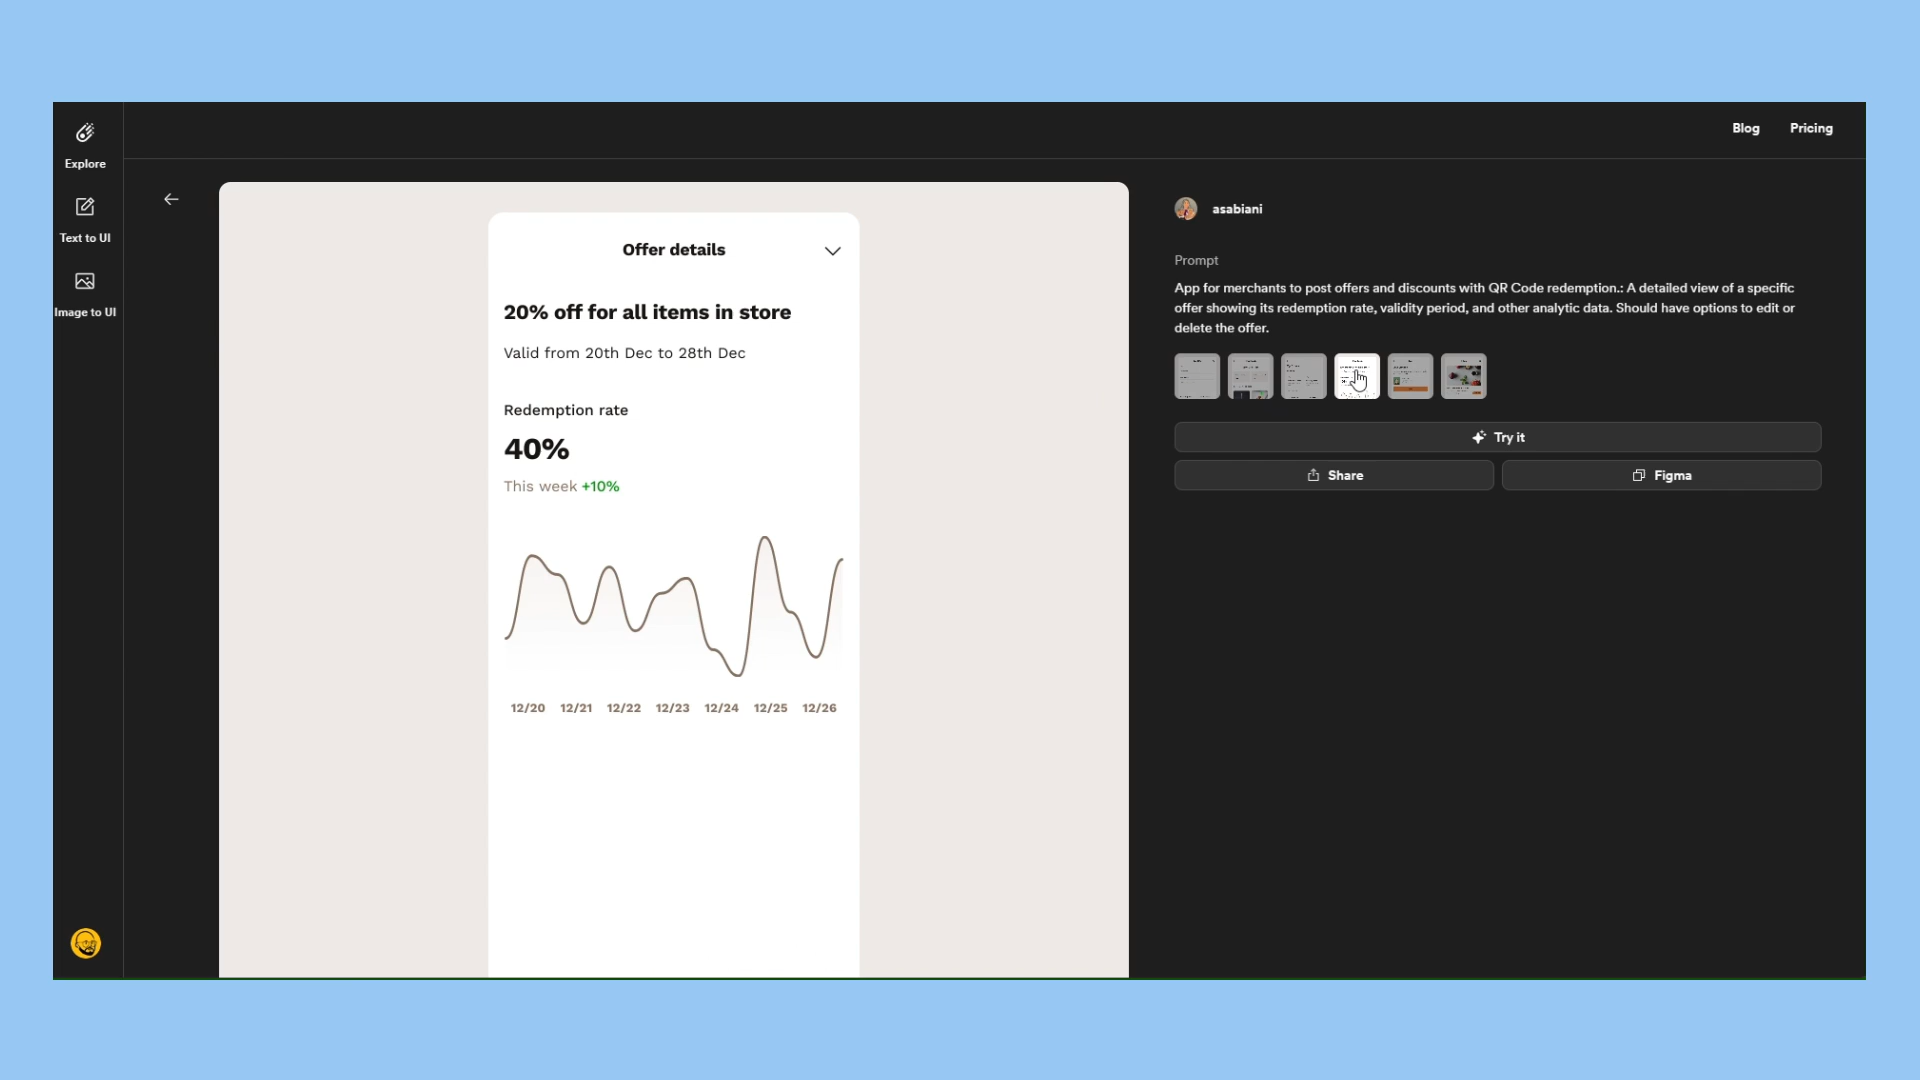 Blog
Pricing
Explore
Text to UI
Image to UI
Offer details
20% off for all items in store
Valid from 20th Dec to 28th Dec
Redemption rate
40%
This week +10%
12/20 12/21 12/22 12/23 12/24 12/25 12/26
asabiani
Prompt
App for merchants to post offers and discounts with QR Code redemption.: A detailed view of a specific
offer showing its redemption rate, validity period, and other analytic data. Should have options to edit or
delete the offer.
Try it
Share
Figma